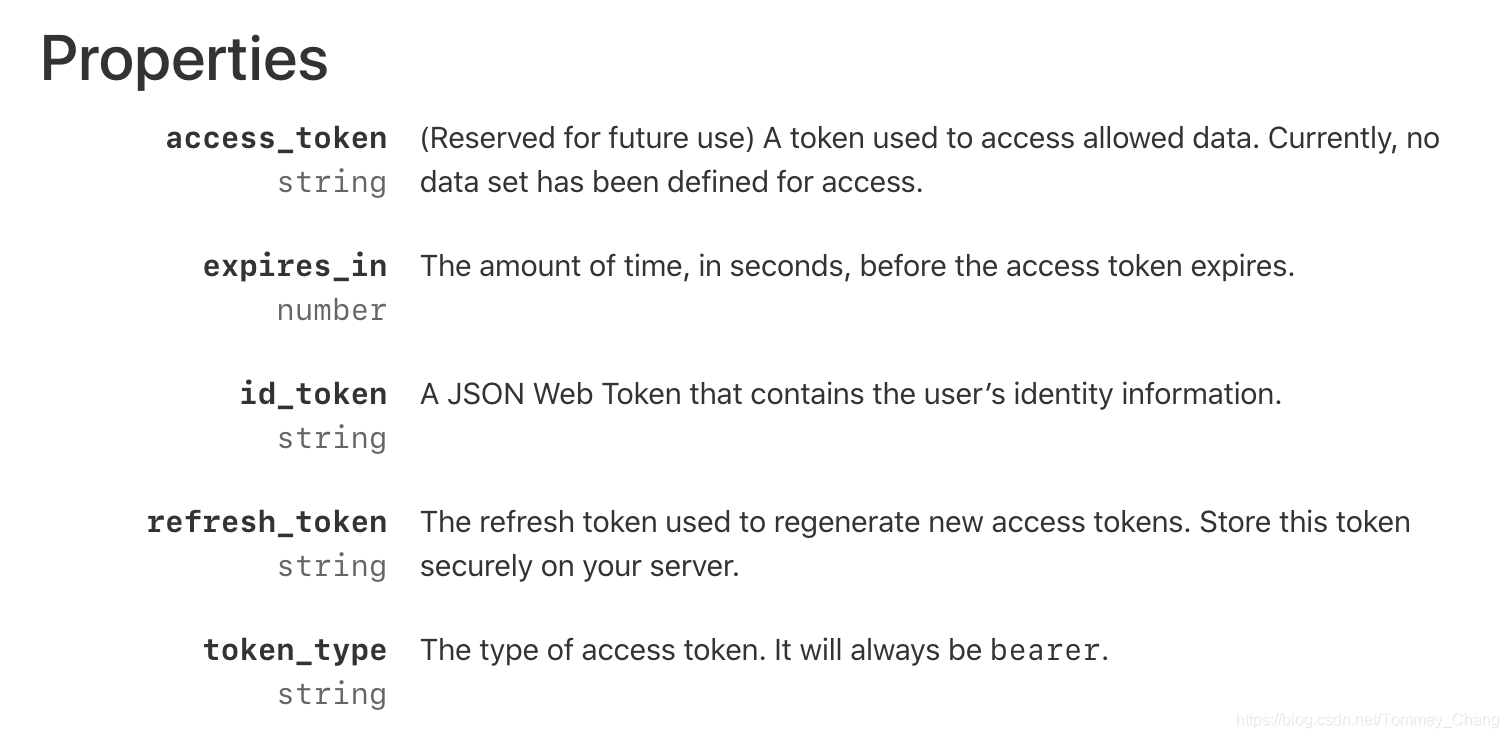 Properties
access_token (Reserved for future use) A token used to access allowed data. Currently, no
string data set has been defined for access.
expires_in The amount of time, in seconds, before the access token expires.
number
id_token A JSON Web Token that contains the user’s identity information.
string
refresh_token The refresh token used to regenerate new access tokens. Store this token
string securely on your server.
token_type The type of access token. It will always be bearer.
string
https://blog.csdn.net/Tommey_Chang